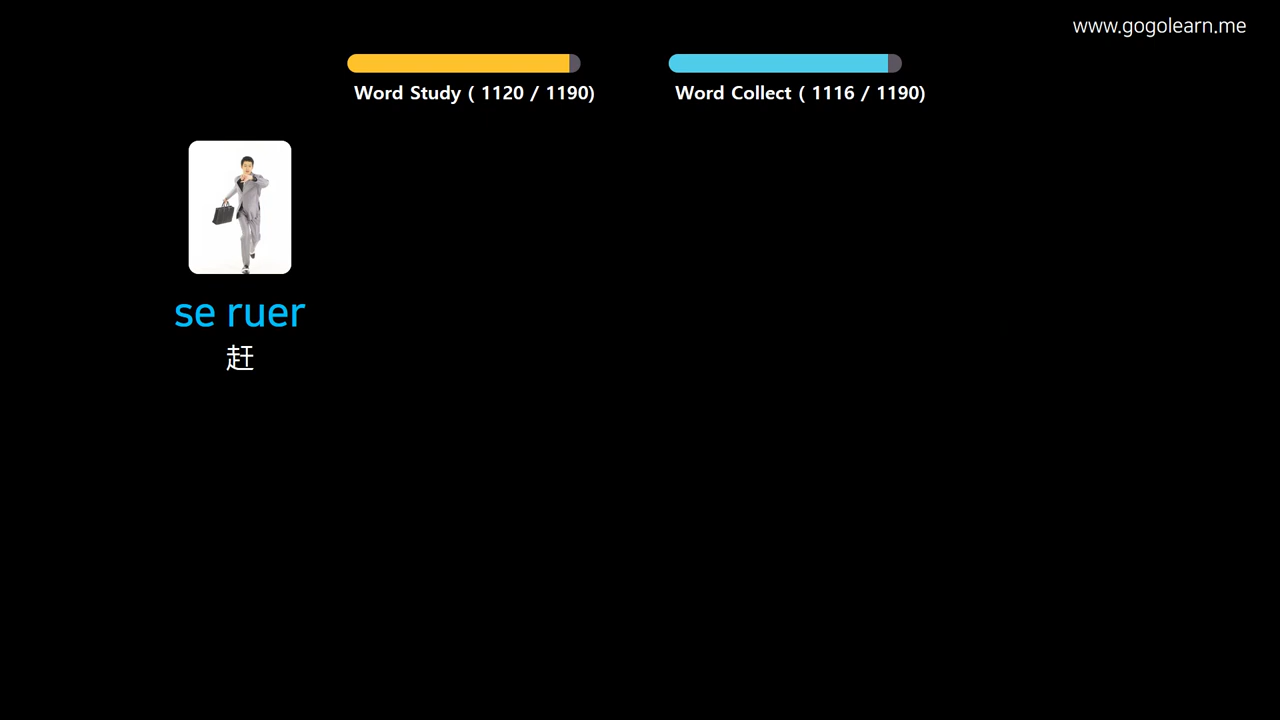 www.gogolearn.me
Word Study ( 1120 / 1190)
Word Collect ( 1116 / 1190)
se ruer
赶